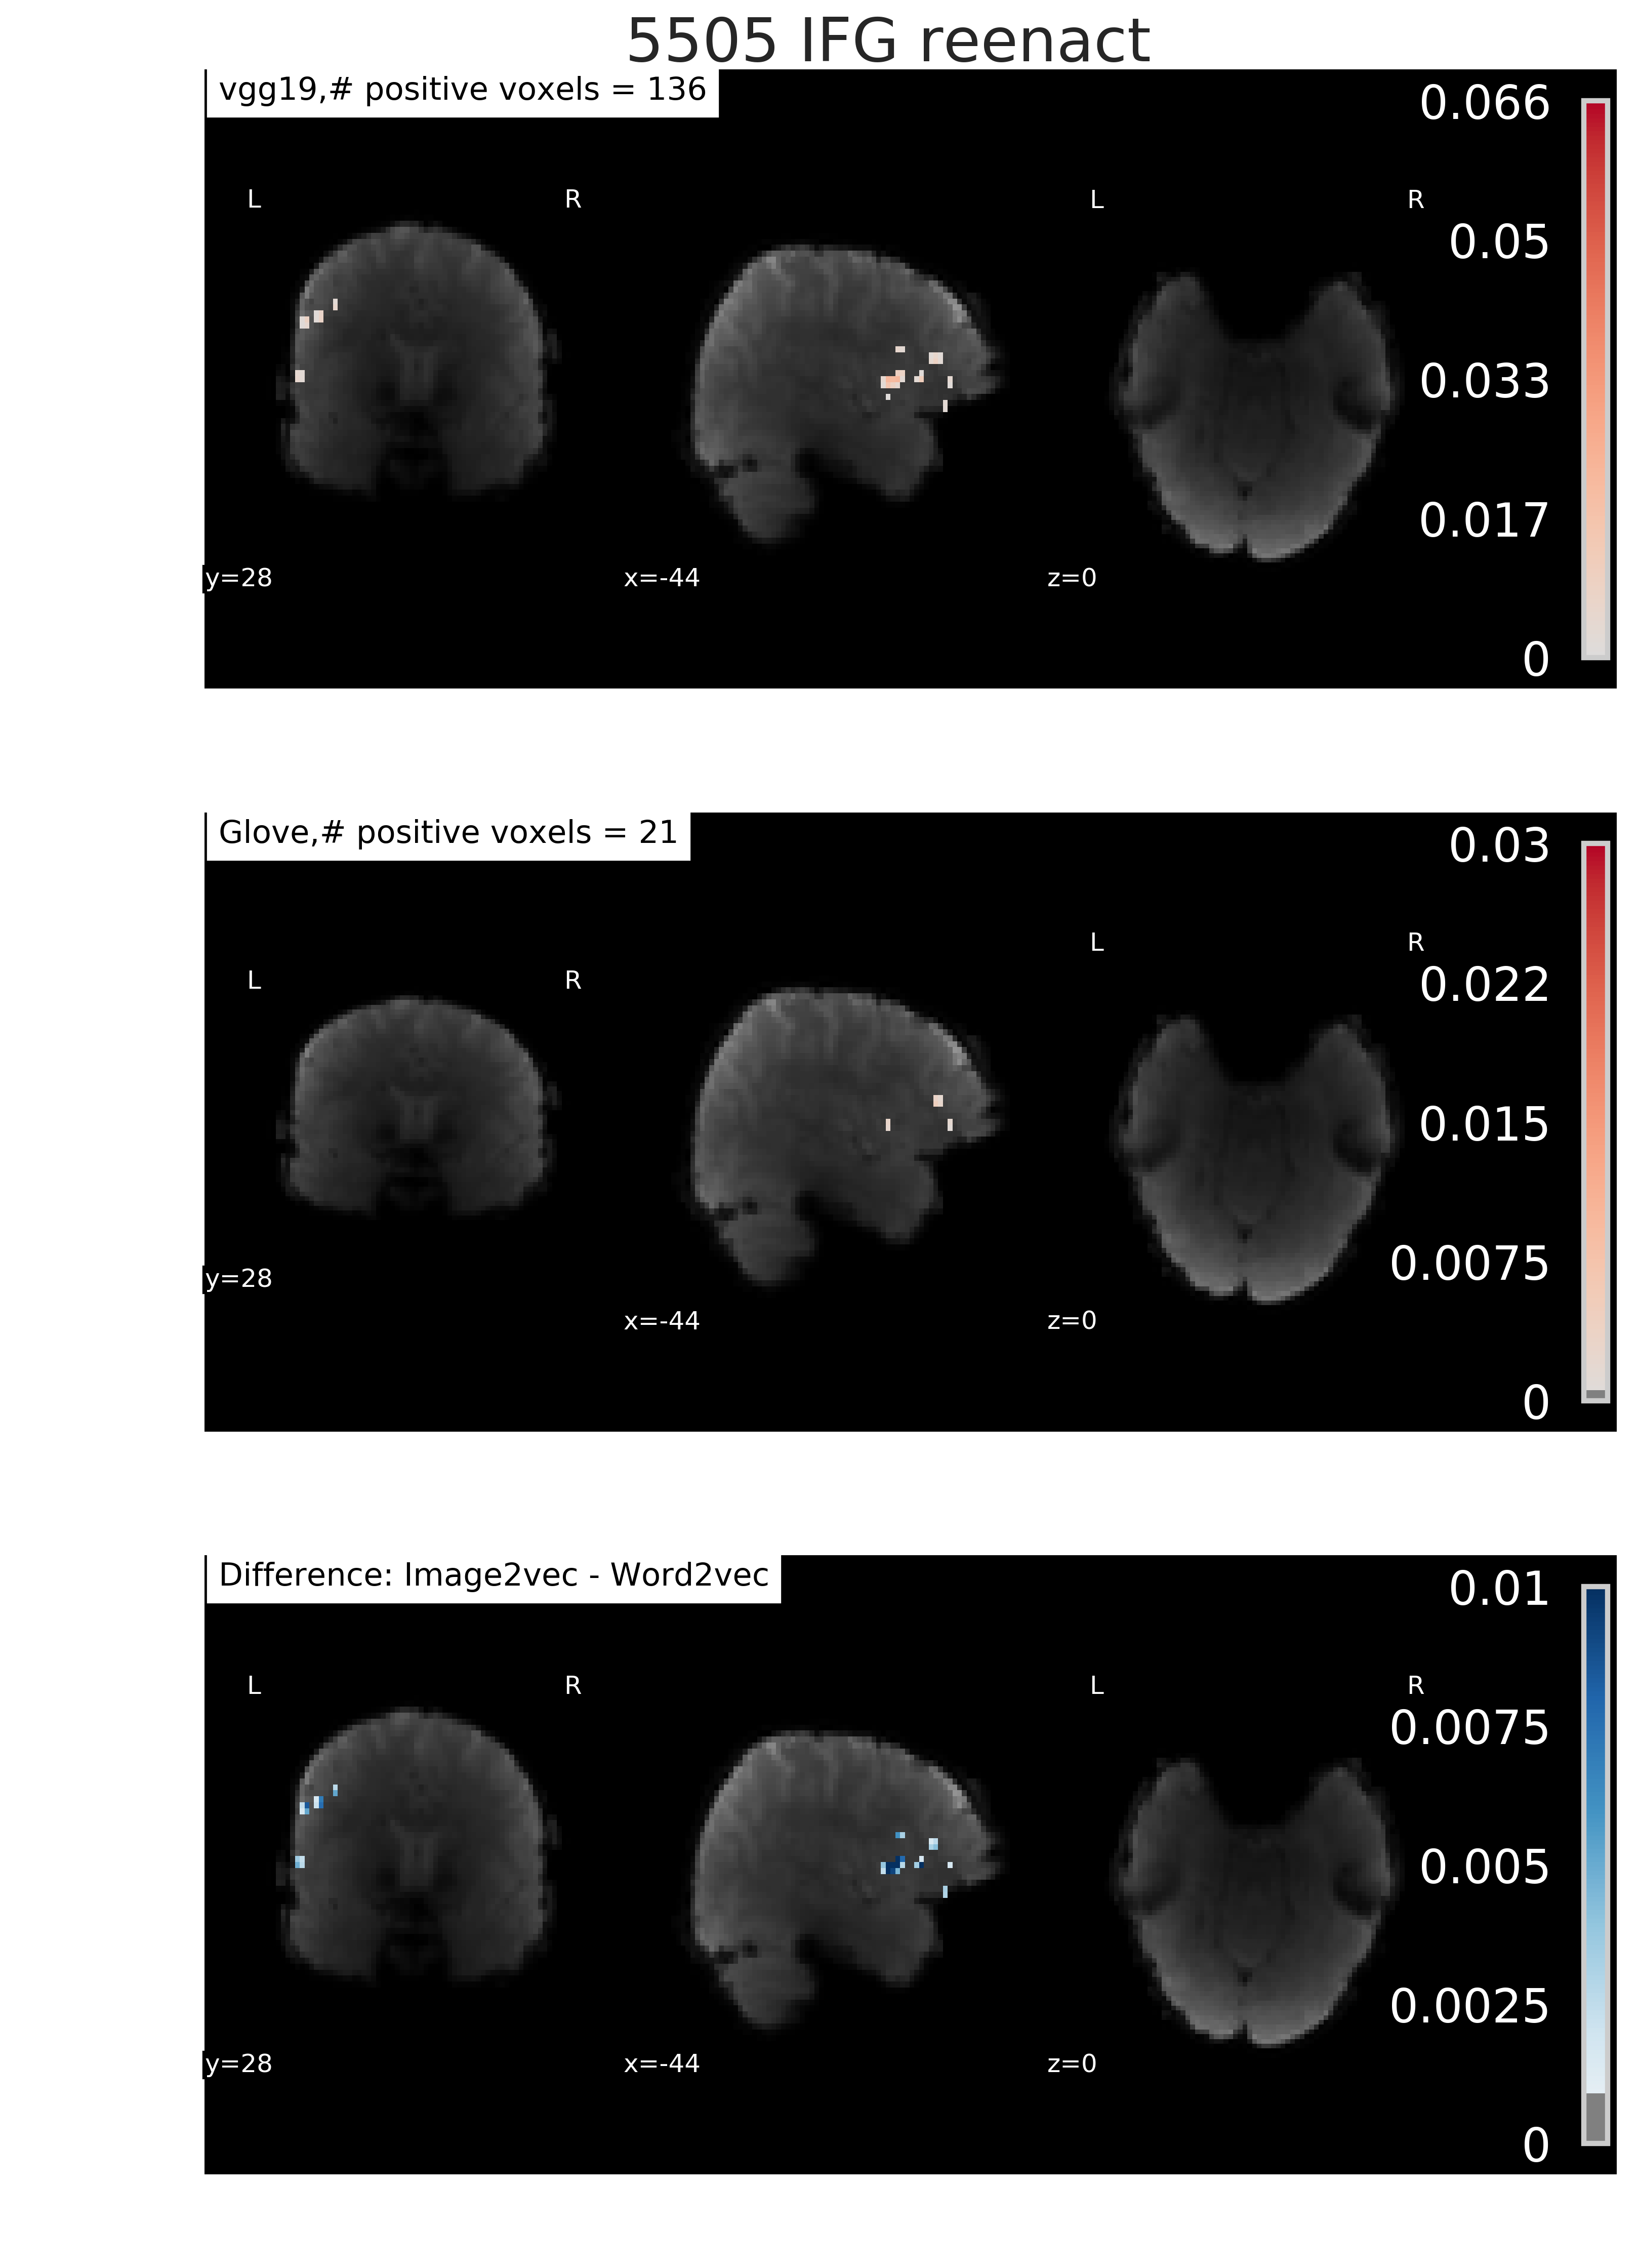 5505 IFG reenact
vgg19,# positive voxels = 136
0.066
L R L R
0.05
0.033
0.017
y=28 x=-44 z=0
0
Glove,# positive voxels = 21
0.03
L R
L R
0.022
0.015
0.0075
y=28
x=-44 z=0
0
Difference: Image2vec - Word2vec
0.01
L R L R
0.0075
0.005
0.0025
y=28 x=-44 z=0
0